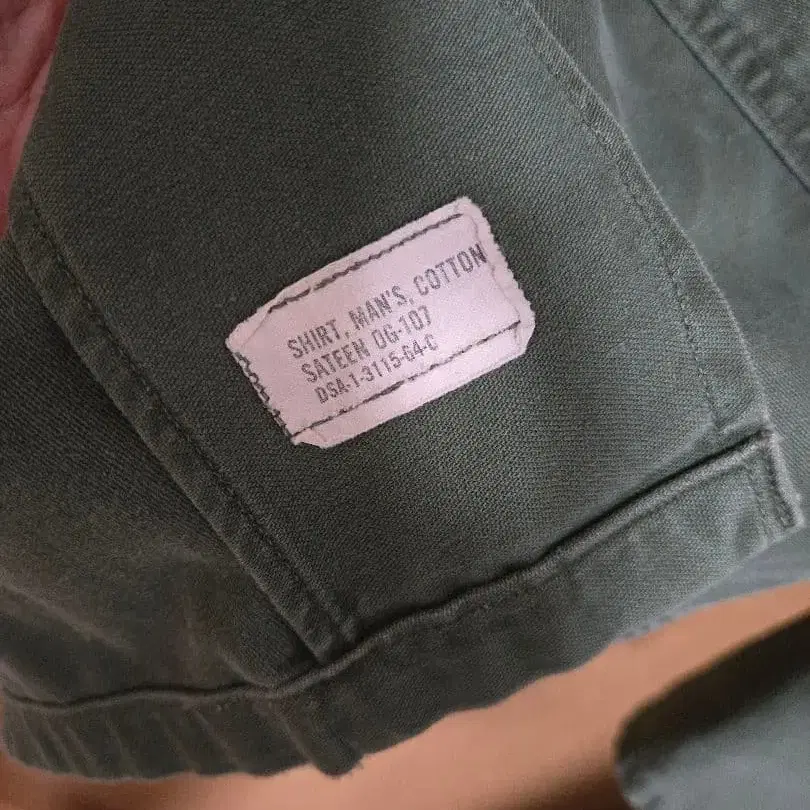 SHIRT, MAN'S, COTTON
SATEEN OG-107
DSA-1-3115-64-C